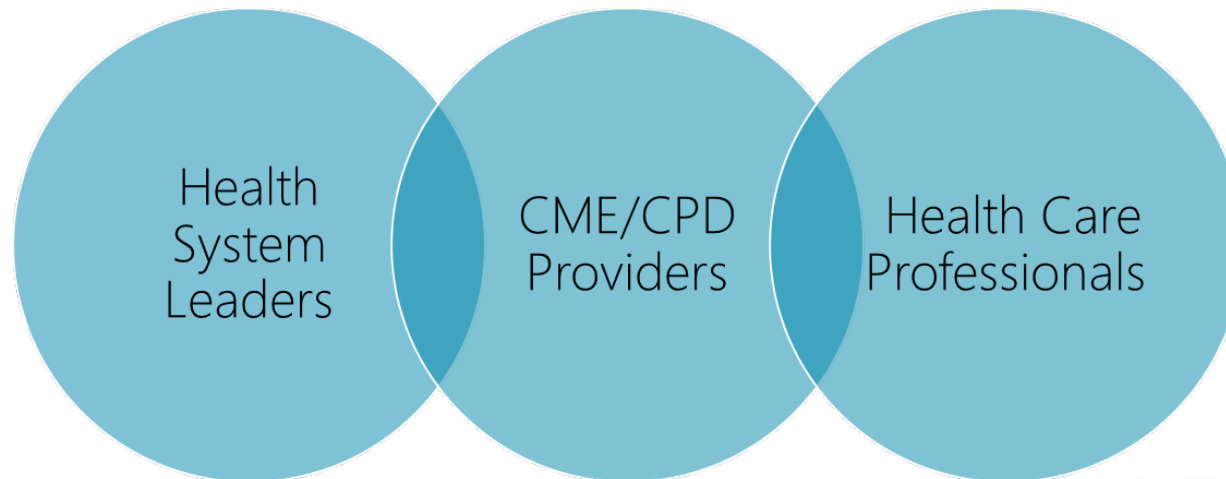 Health
System
Leaders
CME/CPD
Providers
Health Care
Professionals